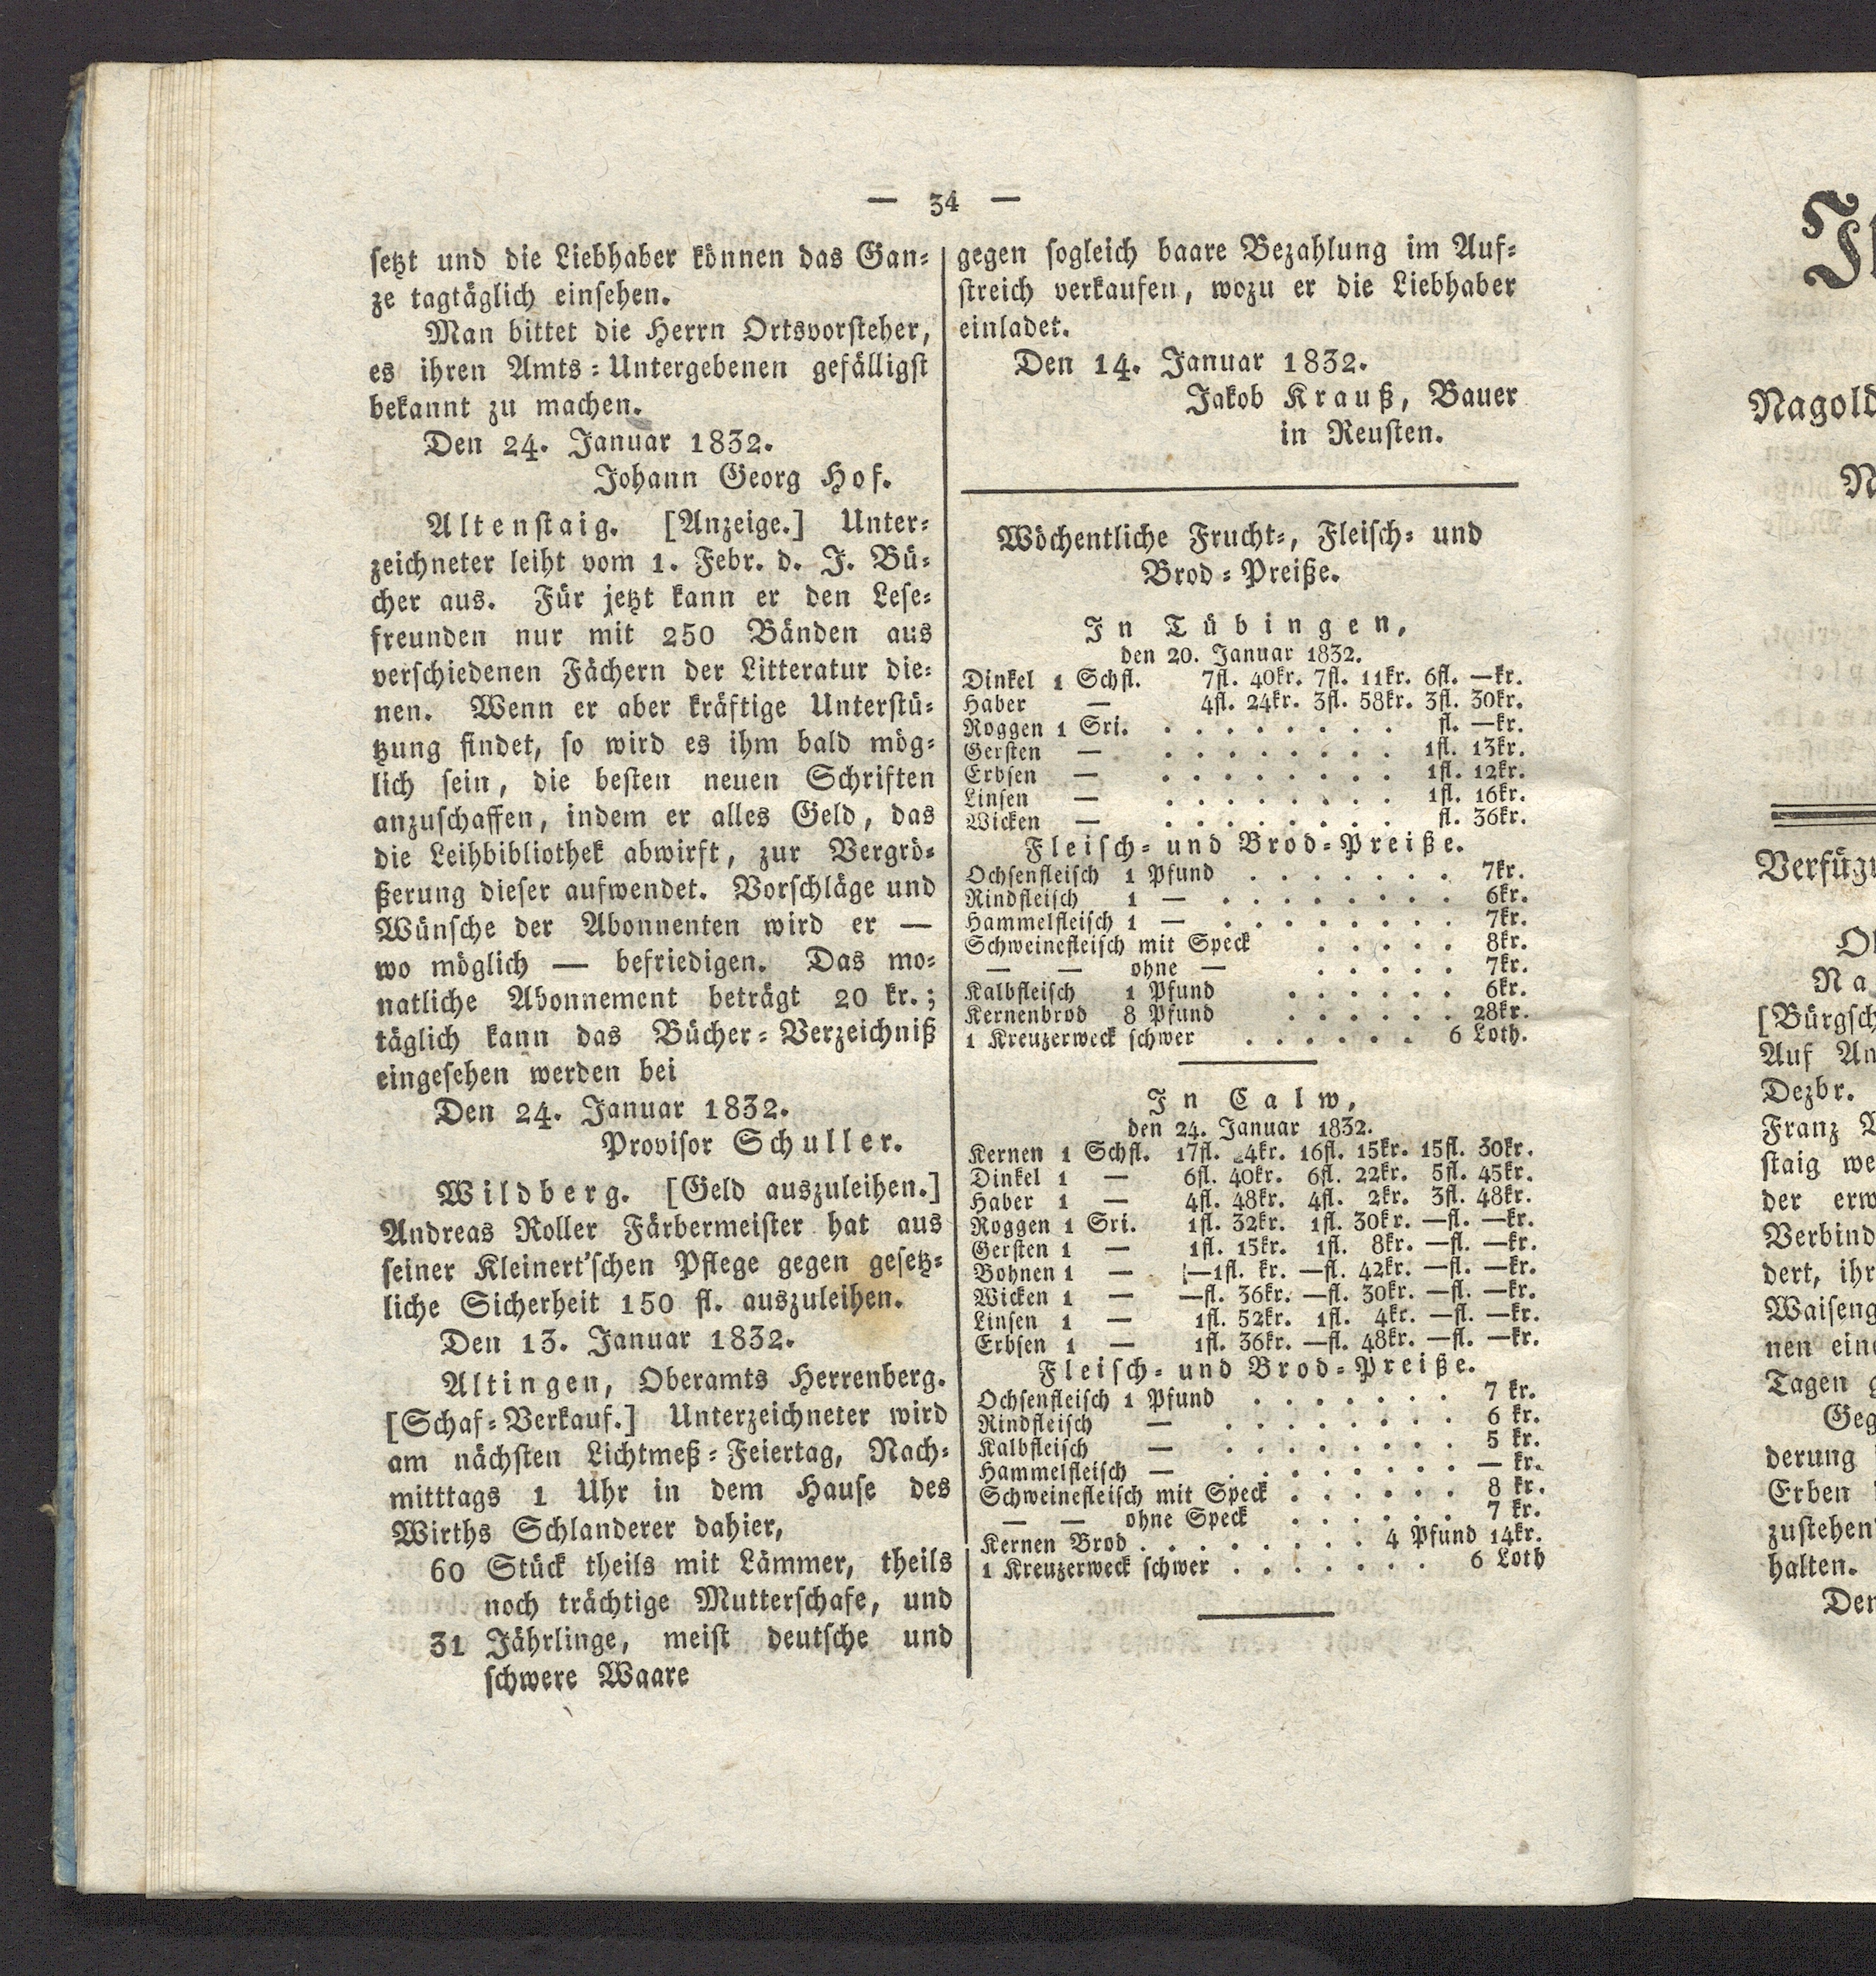 — 34 —
ſetzt und die Liebhaber können das Gan⸗
ze tagtäglich einſehen.
Man bittet die Herrn Ortsvorſteher,
es ihren Amts⸗Untergebenen gefälligſt
bekannt zu machen.
Den 24. Januar 1832.
Johann Georg Hof.
Altenſtaig. [Anzeige.] Unter⸗
zeichneter leiht vom 1. Febr. d. J. Bü⸗
cher aus. Für jetzt kann er den Leſe⸗
freunden nur mit 250 Bänden aus
verſchiedenen Fächern der Litteratur die⸗
nen. Wenn er aber kräftige Unterſtü⸗
tzung findet, ſo wird es ihm bald mög⸗
lich ſein, die beſten neuen Schriften
anzuſchaffen, indem er alles Geld, das
die Leihbibliothek abwirft, zur Vergrö⸗
ßerung dieſer aufwendet. Vorſchläge und
Wünſche der Abonnenten wird er —
wo möglich — befriedigen. Das mo⸗
natliche Abonnement beträgt 20 kr.;
täglich kann das Bücher⸗Verzeichniß
eingeſehen werden bei
Den 24. Januar 1832.
Proviſor Schuller.
Wildberg. [Geld auszuleihen.]
Andreas Roller Färbermeiſter hat aus
ſeiner Kleinert'ſchen Pflege gegen geſetz⸗
liche Sicherheit 150 fl. auszuleihen.
Den 13. Januar 1832.
Altingen, Oberamts Herrenberg.
[Schaf⸗Verkauf.] Unterzeichneter wird
am nächſten Lichtmeß⸗Feiertag, Nach⸗
mitttags 1 Uhr in dem Hauſe des
Wirths Schlanderer dahier,
60 Stück theils mit Lämmer, theils
noch trächtige Mutterſchafe, und
31 Jährlinge, meiſt deutſche und
ſchwere Waare
gegen ſogleich baare Bezahlung im Auf⸗
ſtreich verkaufen, wozu er die Liebhaber
einladet.
Den 14. Januar 1832.
Jakob Krauß, Bauer
in Reuſten.
Wöchentliche Frucht⸗, Fleiſch⸗ und
Brod⸗Preiße.
In Tübingen,
den 20. Januar 1832.
Dinkel 1 Schfl. 7fl. 40kr. 7fl. 11kr. 6fl. —kr.
Haber — 4fl. 24kr. 3fl. 58kr. 3fl. 30kr.
Roggen 1 Sri. . . . . . . . . fl. —kr.
Gerſten — . . . . . . . . 1fl. 13kr.
Erbſen — . . . . . . . . 1fl. 12kr.
Linſen — . . . . . . . . 1fl. 16kr.
Wicken — . . . . . . . . fl. 36kr.
Fleiſch⸗ und Brod⸗Preiße.
Ochſenfleiſch 1 Pfund . . . . . . . 7kr.
Rindfleiſch 1 — . . . . . . . . 6kr.
Hammelfleiſch 1 — . . . . . . . . 7kr.
Schweinefleiſch mit Speck . . . . . 8kr.
— — ohne — . . . . . 7kr.
Kalbfleiſch 1 Pfund . . . . . . 6kr.
Kernenbrod 8 Pfund . . . . . . 28kr.
1 Kreuzerweck ſchwer . . . . . . 6 Loth.
In Calw,
den 24. Januar 1832.
Kernen 1 Schfl. 17fl. 4kr. 16fl. 15kr. 15fl. 30kr.
Dinkel 1 — 6fl. 40kr. 6fl. 22kr. 5fl. 45kr.
Haber 1 — 4fl. 48kr. 4fl. 2kr. 3fl. 48kr.
Roggen 1 Sri. 1fl. 32kr. 1fl. 30kr. —fl. —kr.
Gerſten 1 — 1fl. 15kr. 1fl. 8kr. —fl. —kr.
Bohnen 1 — —1fl. kr. —fl. 42kr. —fl. —kr.
Wicken 1 — —fl. 36kr. —fl. 30kr. —fl. —kr.
Linſen 1 — 1fl. 52kr. 1fl. 4kr. —fl. —kr.
Erbſen 1 — 1fl. 36kr. —fl. 48kr. —fl. —kr.
Fleiſch⸗ und Brod⸗Preiße.
Ochſenfleiſch 1 Pfund . . . . . . . 7 kr.
Rindfleiſch — . . . . . . . . 6 kr.
Kalbfleiſch — . . . . . . . . 5 kr.
Hammelfleiſch — . . . . . . . . — kr.
Schweinefleiſch mit Speck . . . . . . 8 kr.
— — ohne Speck . . . . . . 7 kr.
Kernen Brod . . . . . . . . 4 Pfund 14kr.
1 Kreuzerweck ſchwer . . . . . . . 6 Loth
Nagold
Verfügu
Na
[Bürgſch
Auf An
Dezbr.
Franz
ſtaig we
der erw
Verbind
dert, ihr
Waiſeng
nen eine
Tagen g
Geg
derung
Erben
zuſtehen
halten.
Den